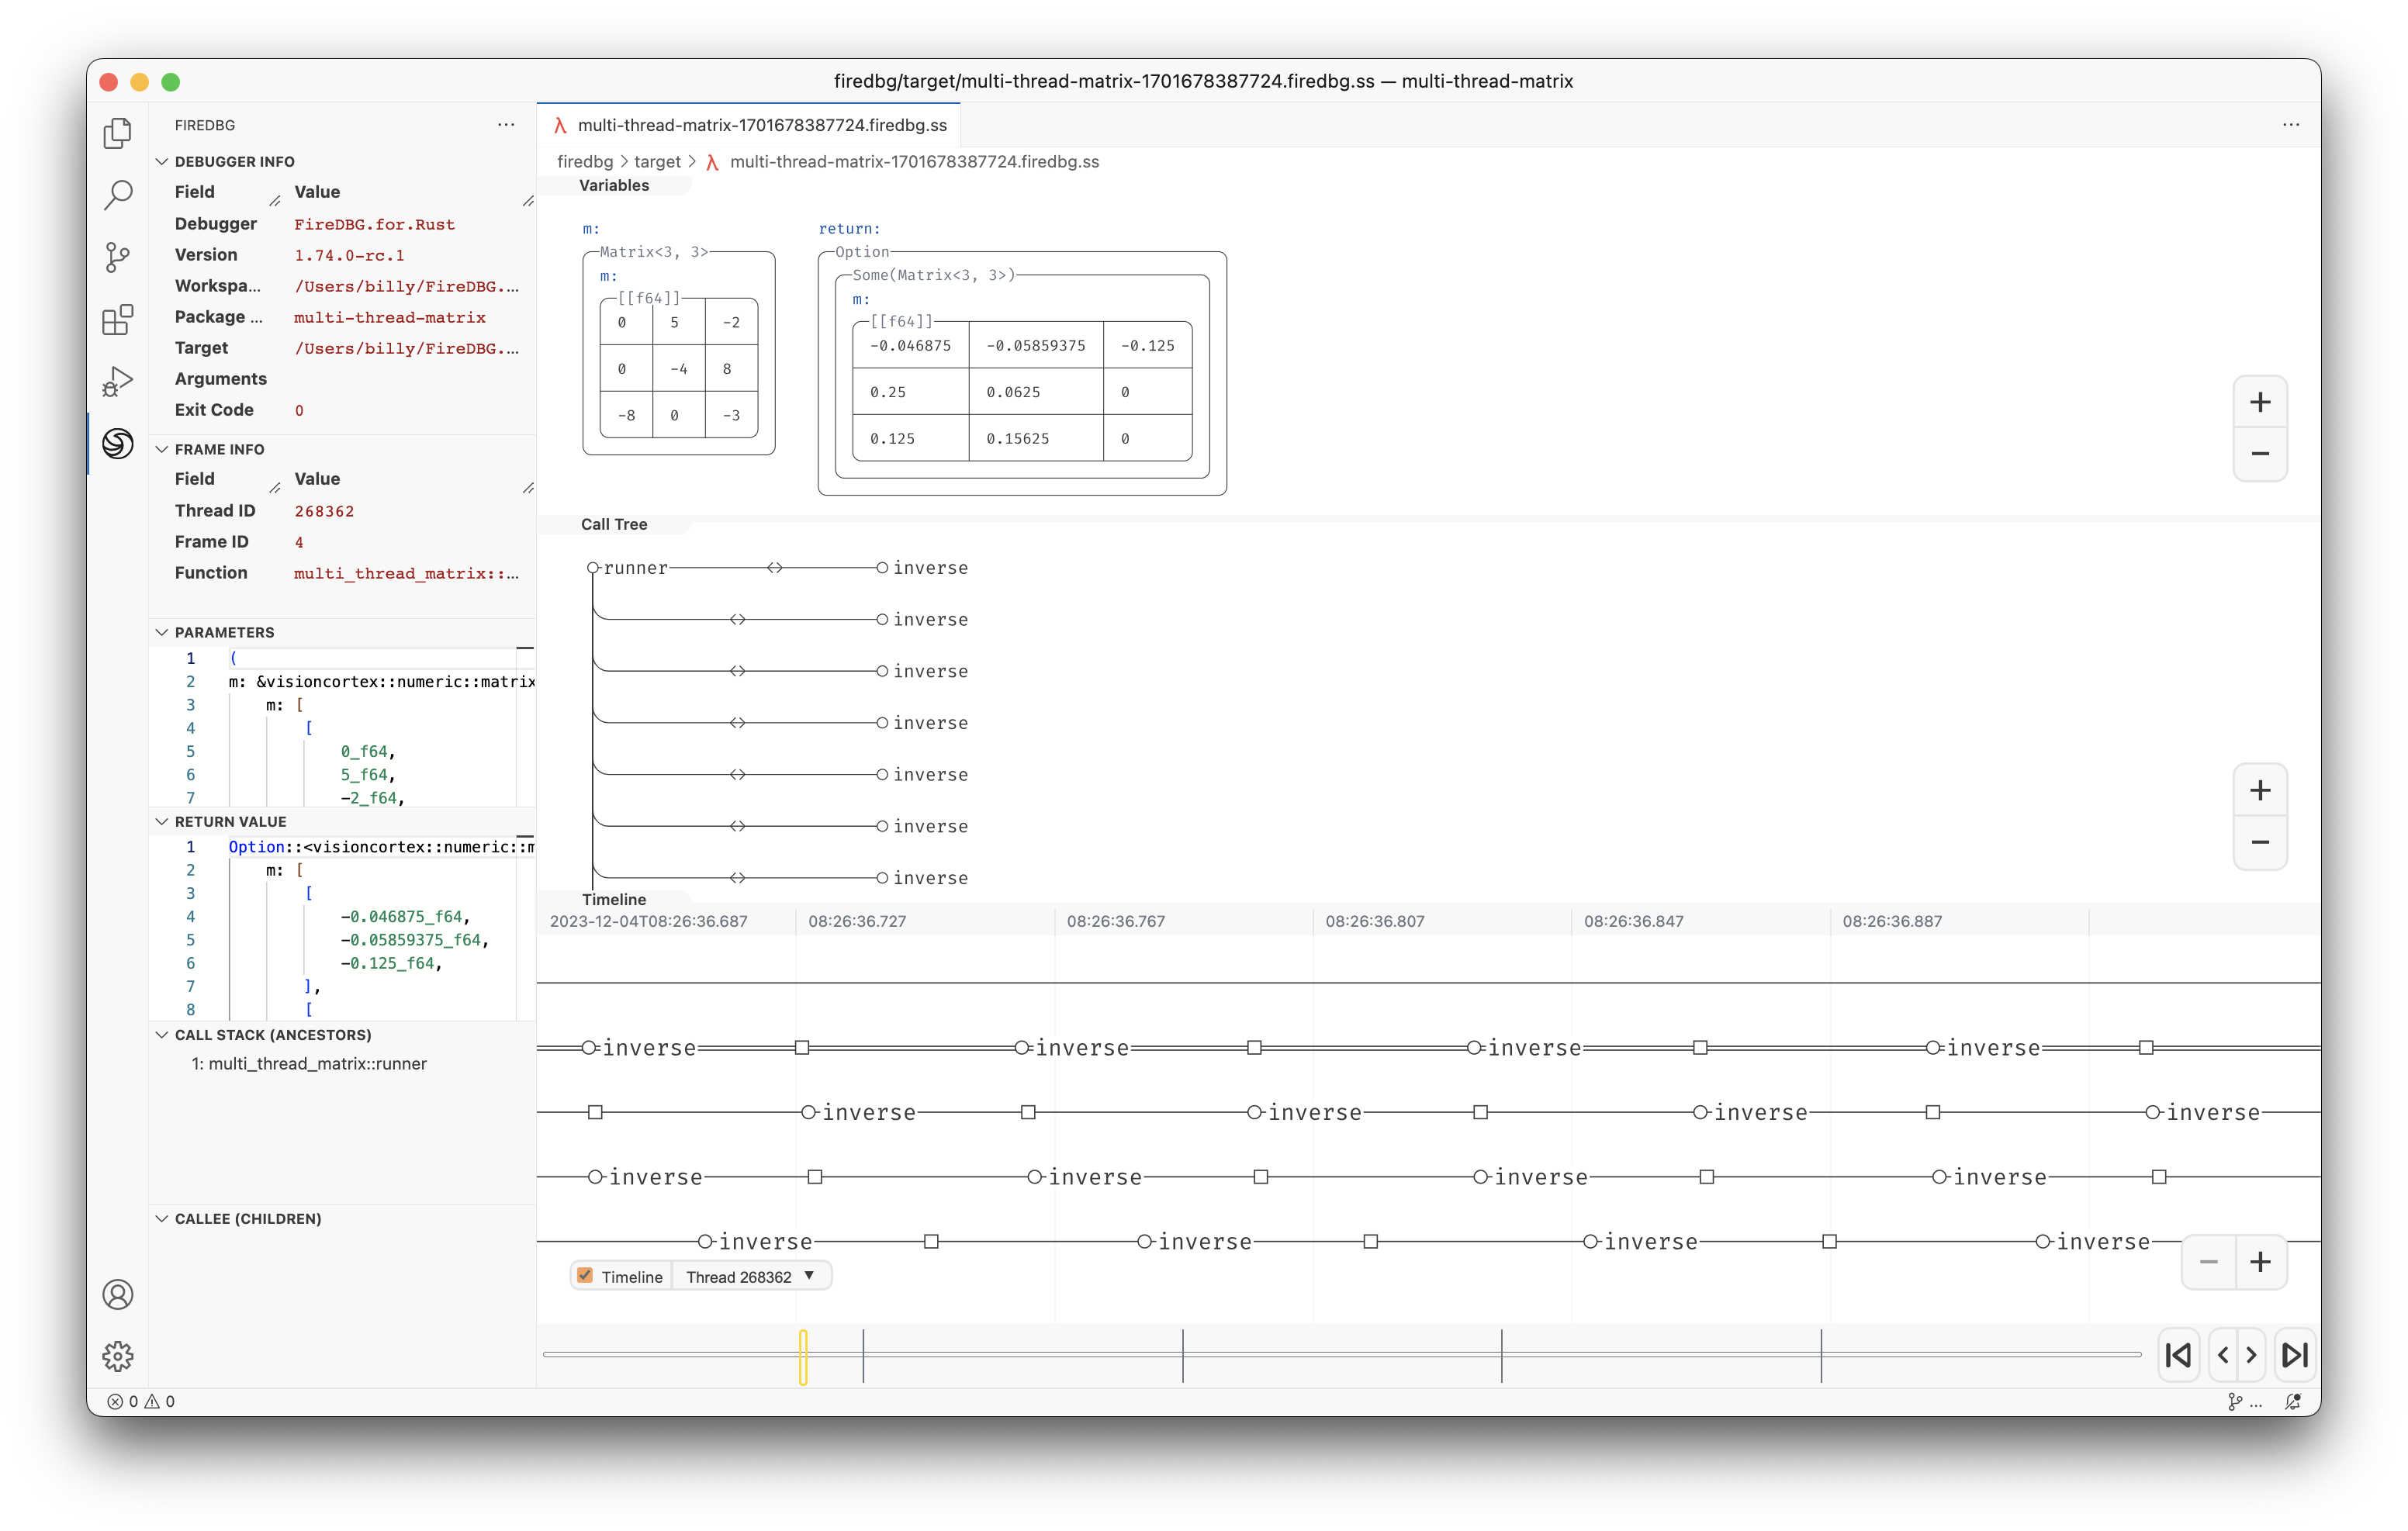 firedbg/target/multi-thread-matrix-1701678387724.firedbg.ss — multi-thread-matrix
FIREDBG
DEBUGGER INFO
Field Value
Debugger FireDBG.for.Rust
Version 1.74.0-rc.1
Workspa... /Users/billy/FireDBG....
Package ... multi-thread-matrix
Target /Users/billy/FireDBG....
Arguments
Exit Code 0
FRAME INFO
Field Value
Thread ID 268362
Frame ID 4
Function multi_thread_matrix::...
PARAMETERS
1 (
2 m: &visioncortex::numeric::matrix
3 m: [
4 [
5 0_f64,
6 5_f64,
7 -2_f64,
RETURN VALUE
1 Option::<visioncortex::numeric::m
2 m: [
3 [
4 -0.046875_f64,
5 -0.05859375_f64,
6 -0.125_f64,
7 ],
8 [
CALL STACK (ANCESTORS)
1: multi_thread_matrix::runner
CALLEE (CHILDREN)
λ multi-thread-matrix-1701678387724.firedbg.ss
firedbg > target > λ multi-thread-matrix-1701678387724.firedbg.ss
Variables
m:
Matrix<3, 3>
m:
[[f64]]
0 5 -2
0 -4 8
-8 0 -3
return:
Option
Some(Matrix<3, 3>)
m:
[[f64]]
-0.046875 -0.05859375 -0.125
0.25 0.0625 0
0.125 0.15625 0
+
−
Call Tree
runner <> inverse
<> inverse
<> inverse
<> inverse
<> inverse
<> inverse
<> inverse
+
−
Timeline
2023-12-04T08:26:36.687 08:26:36.727 08:26:36.767 08:26:36.807 08:26:36.847 08:26:36.887
inverse inverse inverse inverse
inverse inverse inverse inverse
inverse inverse inverse inverse
inverse inverse inverse inverse
Timeline Thread 268362
− +
0 0 ...